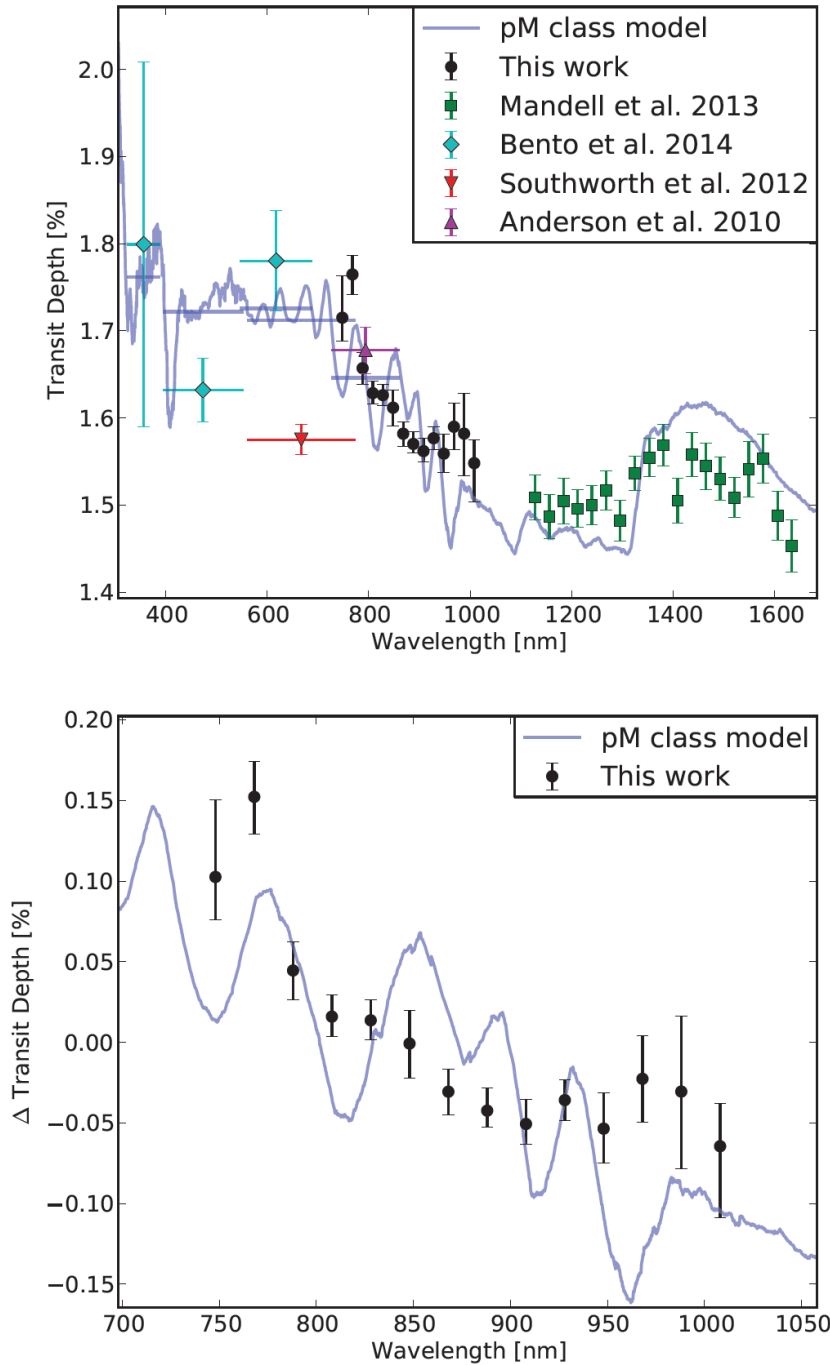 pM class model
This work
Mandell et al. 2013
Bento et al. 2014
Southworth et al. 2012
Anderson et al. 2010
Transit Depth [%]
2.0
1.9
1.8
1.7
1.6
1.5
1.4
400 600 800 1000 1200 1400 1600
Wavelength [nm]
pM class model
This work
Δ Transit Depth [%]
0.20
0.15
0.10
0.05
0.00
−0.05
−0.10
−0.15
700 750 800 850 900 950 1000 1050
Wavelength [nm]